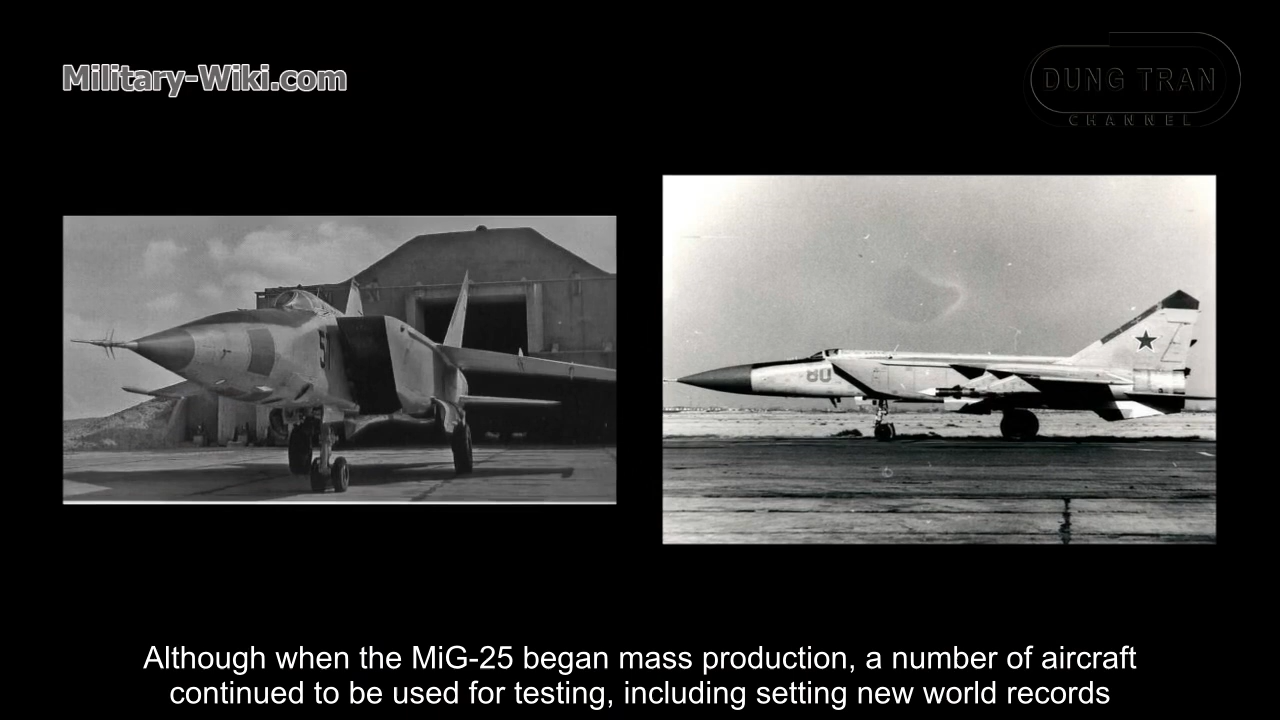 Military-Wiki.com
DUNG TRAN
CHANNEL
80
Although when the MiG-25 began mass production, a number of aircraft
continued to be used for testing, including setting new world records